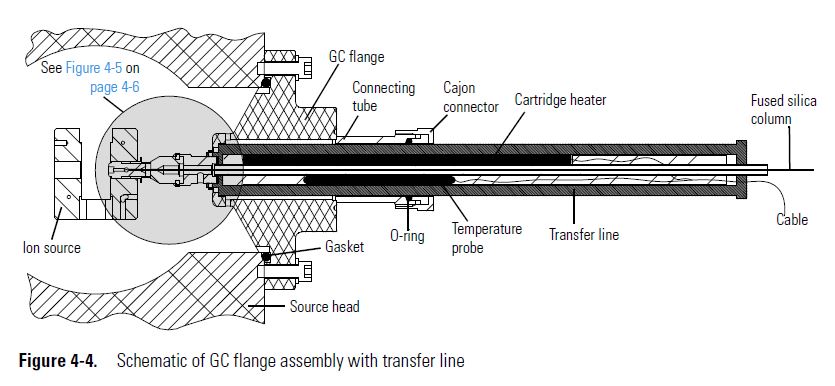 See Figure 4-5 on
page 4-6
GC flange
Connecting
tube
Cajon
connector
Cartridge heater
Fused silica
column
Ion source
O-ring
Gasket
Temperature
probe
Transfer line
Cable
Source head
Figure 4-4. Schematic of GC flange assembly with transfer line